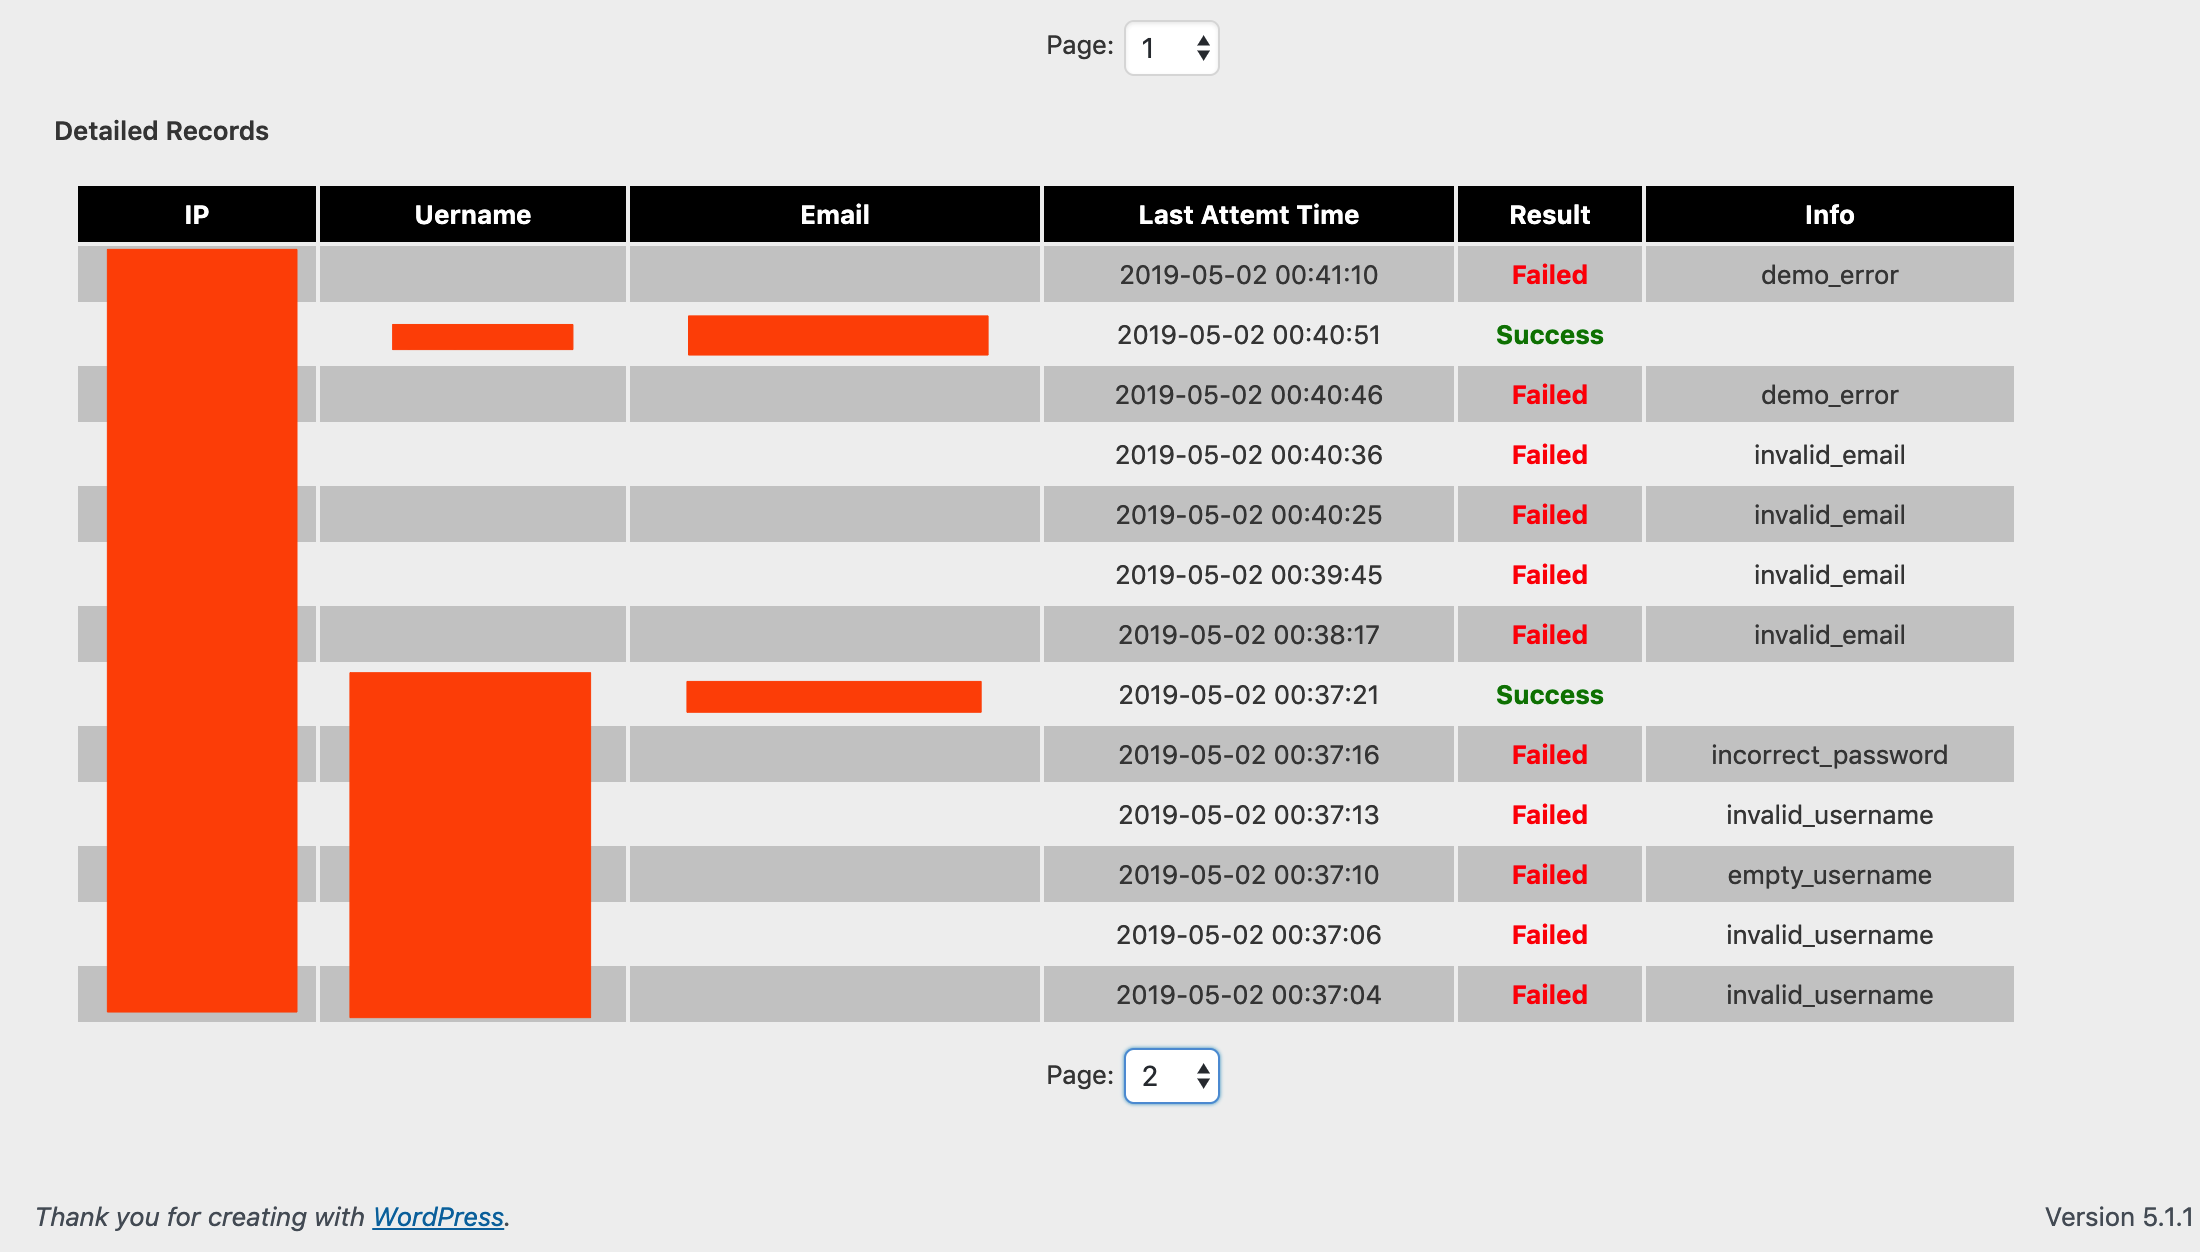 Page: 1
Detailed Records
IP Uername Email Last Attemt Time Result Info
2019-05-02 00:41:10 Failed demo_error
2019-05-02 00:40:51 Success
2019-05-02 00:40:46 Failed demo_error
2019-05-02 00:40:36 Failed invalid_email
2019-05-02 00:40:25 Failed invalid_email
2019-05-02 00:39:45 Failed invalid_email
2019-05-02 00:38:17 Failed invalid_email
2019-05-02 00:37:21 Success
2019-05-02 00:37:16 Failed incorrect_password
2019-05-02 00:37:13 Failed invalid_username
2019-05-02 00:37:10 Failed empty_username
2019-05-02 00:37:06 Failed invalid_username
2019-05-02 00:37:04 Failed invalid_username
Page: 2
Thank you for creating with WordPress. Version 5.1.1